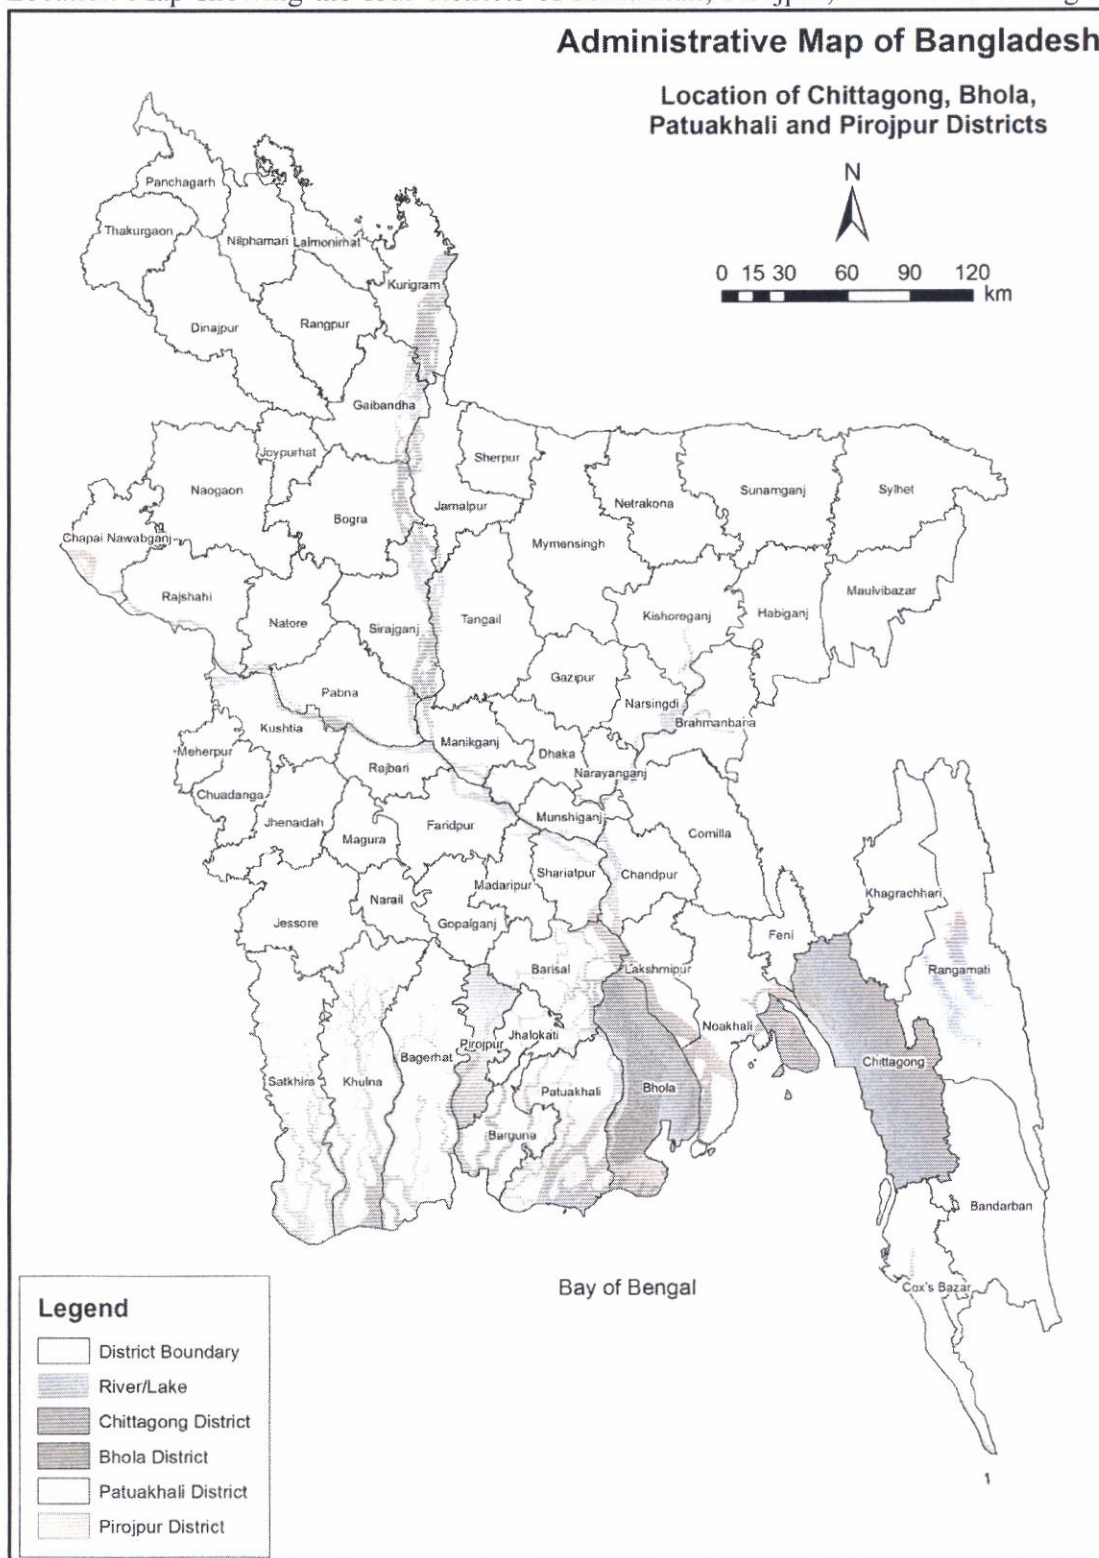 Administrative Map of Bangladesh
Location of Chittagong, Bhola,
Patuakhali and Pirojpur Districts
N
0 15 30 60 90 120
km
Panchagarh
Thakurgaon
Nilphamari
Lalmonirhat
Kurigram
Dinajpur
Rangpur
Gaibandha
Joypurhat
Naogaon
Bogra
Sherpur
Jamalpur
Netrakona
Sunamganj
Sylhet
Chapai Nawabganj
Mymensingh
Rajshahi
Natore
Sirajganj
Tangail
Kishoreganj
Habiganj
Maulvibazar
Pabna
Gazipur
Narsingdi
Brahmanbaria
Kushtia
Meherpur
Manikganj
Dhaka
Narayanganj
Rajbari
Chuadanga
Jhenaidah
Magura
Faridpur
Munshiganj
Comilla
Shariatpur
Chandpur
Madaripur
Narail
Jessore
Gopalganj
Khagrachhari
Feni
Barisal
Lakshmipur
Rangamati
Noakhali
Pirojpur
Jhalokati
Bagerhat
Satkhira
Khulna
Patuakhali
Bhola
Chittagong
Barguna
Bandarban
Cox's Bazar
Bay of Bengal
Legend
District Boundary
River/Lake
Chittagong District
Bhola District
Patuakhali District
Pirojpur District